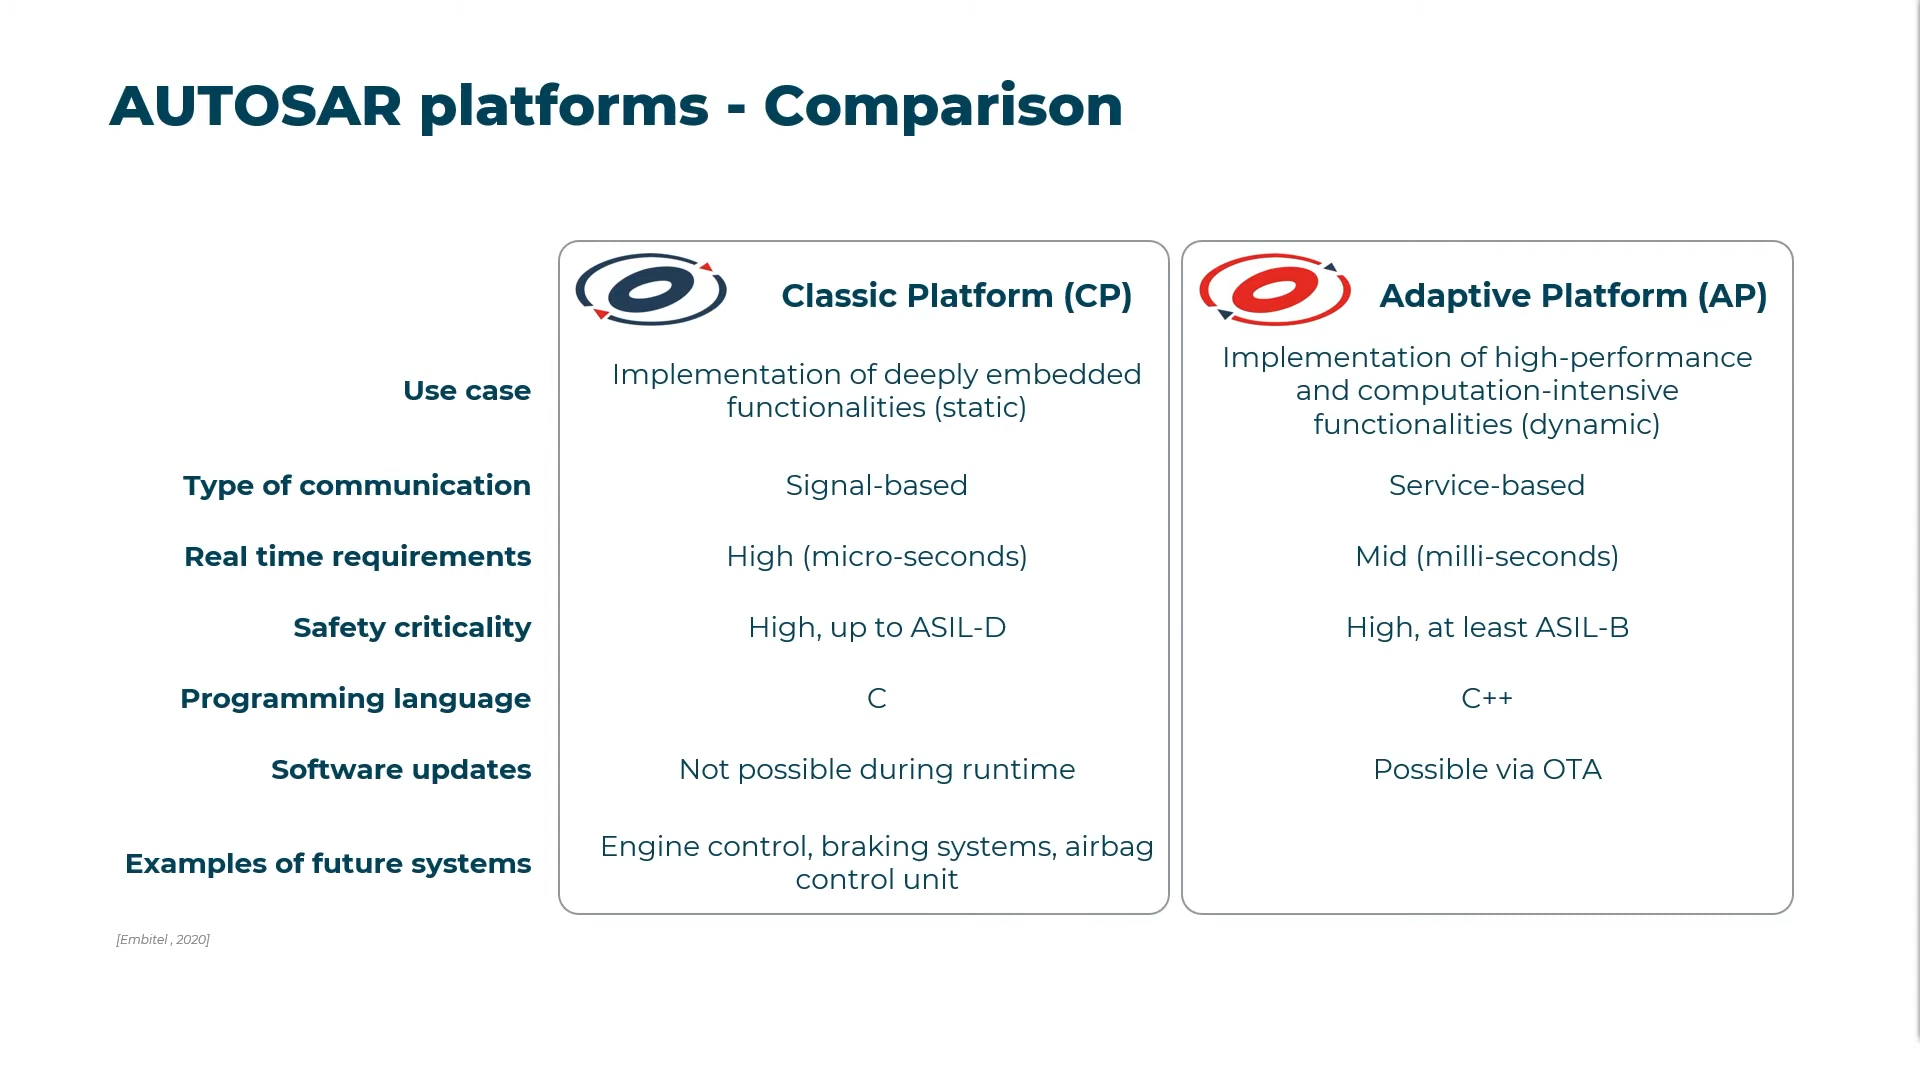 AUTOSAR platforms - Comparison
Classic Platform (CP)
Adaptive Platform (AP)
Use case
Implementation of deeply embedded
functionalities (static)
Implementation of high-performance
and computation-intensive
functionalities (dynamic)
Type of communication
Signal-based
Service-based
Real time requirements
High (micro-seconds)
Mid (milli-seconds)
Safety criticality
High, up to ASIL-D
High, at least ASIL-B
Programming language
C
C++
Software updates
Not possible during runtime
Possible via OTA
Examples of future systems
Engine control, braking systems, airbag
control unit
[Embitel , 2020]